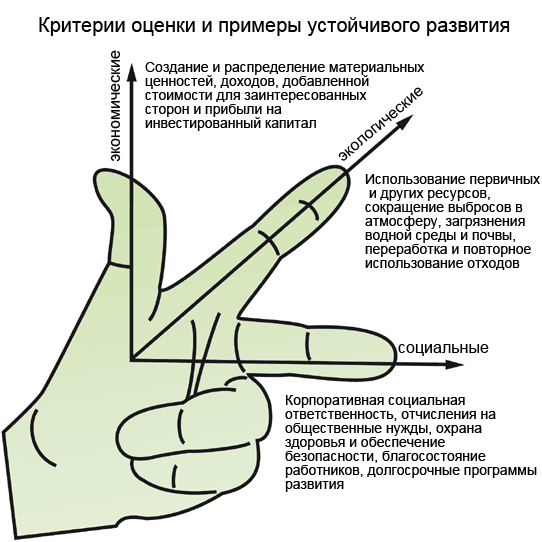 Критерии оценки и примеры устойчивого развития
экономические
Создание и распределение материальных
ценностей, доходов, добавленной
стоимости для заинтересованных
сторон и прибыли на
инвестированный капитал
экологические
Использование первичных
и других ресурсов,
сокращение выбросов в
атмосферу, загрязнения
водной среды и почвы,
переработка и повторное
использование отходов
социальные
Корпоративная социальная
ответственность, отчисления на
общественные нужды, охрана
здоровья и обеспечение
безопасности, благосостояние
работников, долгосрочные программы
развития